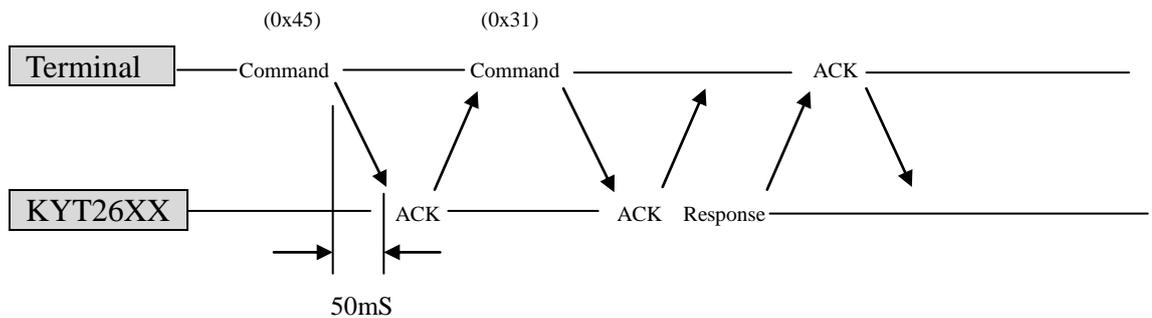 (0x45) (0x31)
Terminal Command Command ACK
KYT26XX ACK ACK Response
50mS